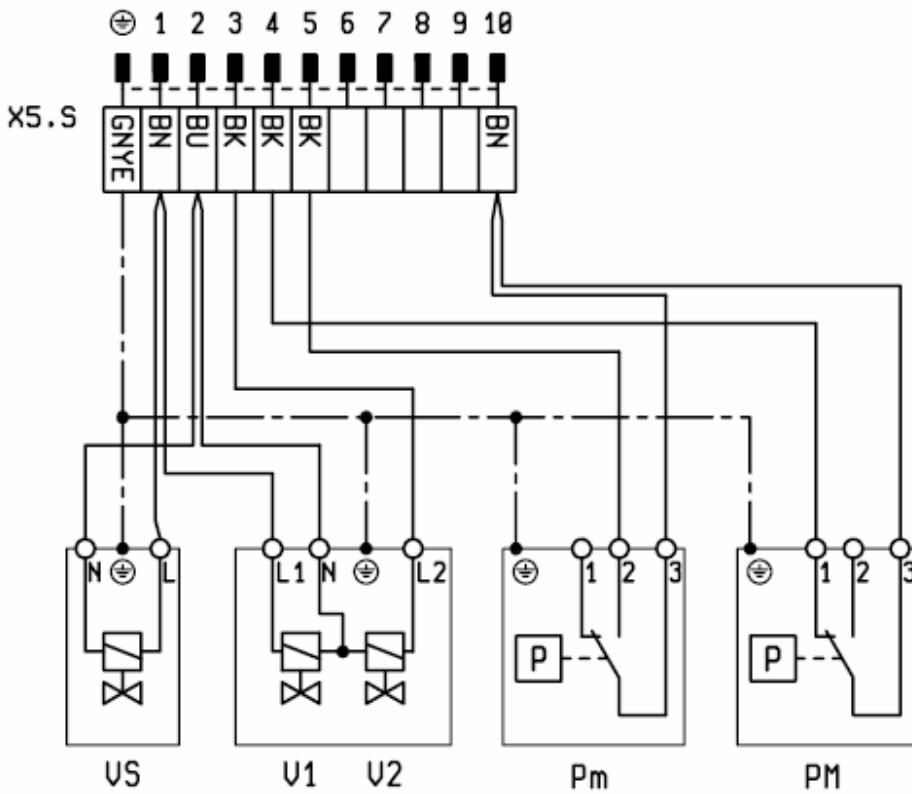 1 2 3 4 5 6 7 8 9 10
X5.S GNYE BN BU BK BK BK BN
N L L1 N L2 1 2 3 1 2 3
P P
VS V1 V2 Pm PM